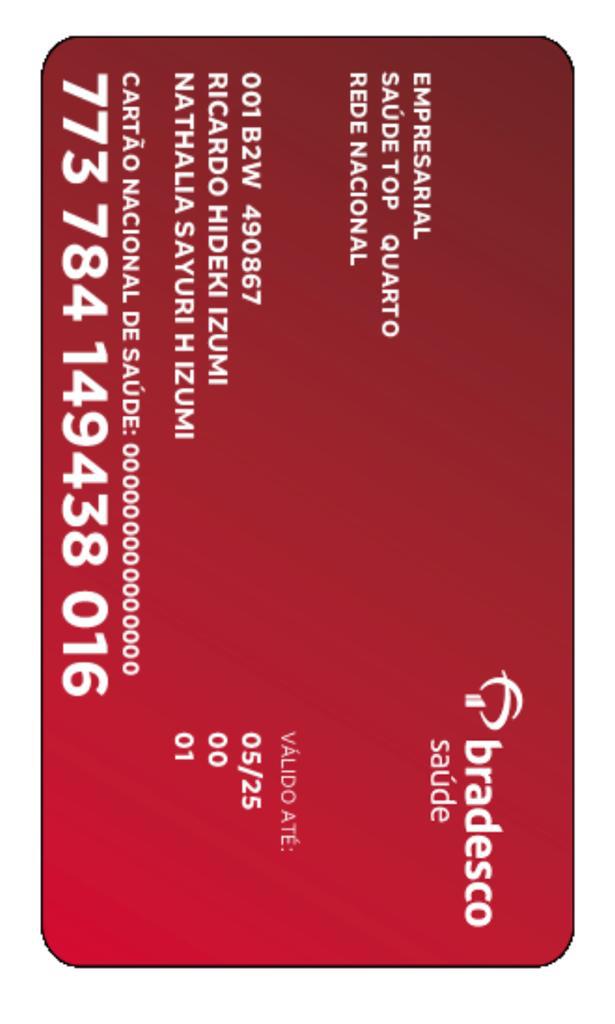 bradesco
saúde
EMPRESARIAL
SAÚDE TOP QUARTO
REDE NACIONAL
VÁLIDO ATÉ:
001 B2W 490867 05/25
RICARDO HIDEKI IZUMI 00
NATHALIA SAYURI H IZUMI 01
CARTÃO NACIONAL DE SAÚDE: 000000000000000
773 784 149438 016